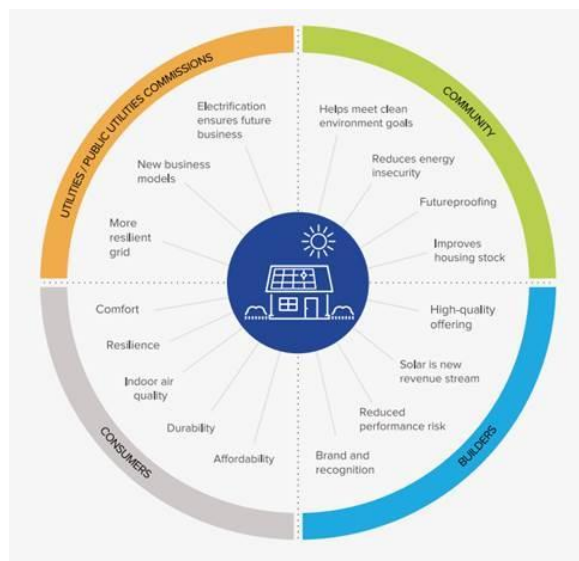 UTILITIES / PUBLIC UTILITIES COMMISSIONS
Electrification
ensures future
business
New business
models
More
resilient
grid
COMMUNITY
Helps meet clean
environment goals
Reduces energy
insecurity
Futureproofing
Improves
housing stock
CONSUMERS
Comfort
Resilience
Indoor air
quality
Durability
Affordability
BUILDERS
High-quality
offering
Solar is new
revenue stream
Reduced
performance risk
Brand and
recognition